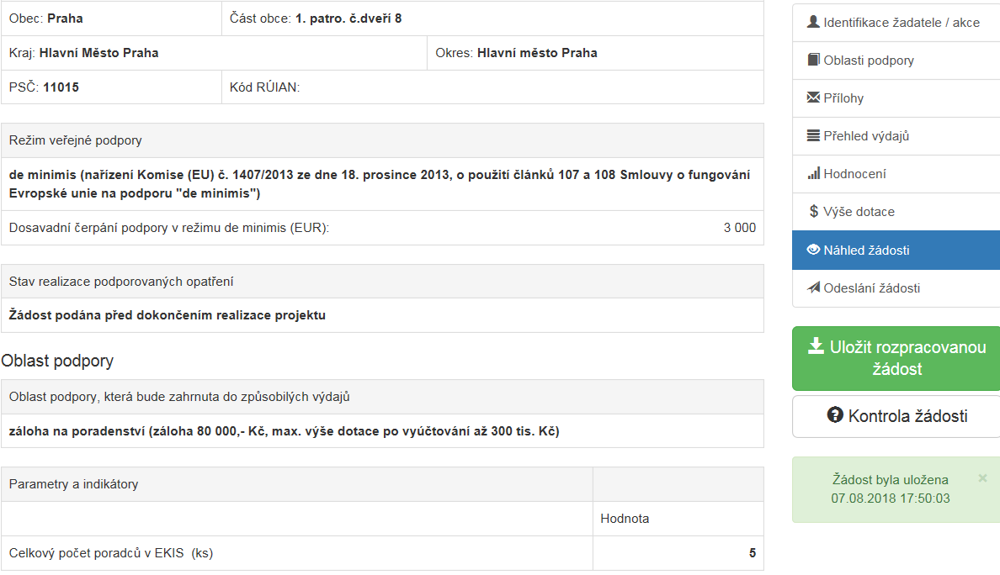 Obec: Praha
Část obce: 1. patro. č.dveří 8
Kraj: Hlavní Město Praha
Okres: Hlavní město Praha
PSČ: 11015
Kód RÚIAN:
Režim veřejné podpory
de minimis (nařízení Komise (EU) č. 1407/2013 ze dne 18. prosince 2013, o použití článků 107 a 108 Smlouvy o fungování
Evropské unie na podporu "de minimis")
Dosavadní čerpání podpory v režimu de minimis (EUR):
3 000
Stav realizace podporovaných opatření
Žádost podána před dokončením realizace projektu
Oblast podpory
Oblast podpory, která bude zahrnuta do způsobilých výdajů
záloha na poradenství (záloha 80 000,- Kč, max. výše dotace po vyúčtování až 300 tis. Kč)
Parametry a indikátory
Hodnota
Celkový počet poradců v EKIS (ks)
5
Identifikace žadatele / akce
Oblasti podpory
Přílohy
Přehled výdajů
Hodnocení
$ Výše dotace
Náhled žádosti
Odeslání žádosti
Uložit rozpracovanou
žádost
? Kontrola žádosti
Žádost byla uložena ×
07.08.2018 17:50:03